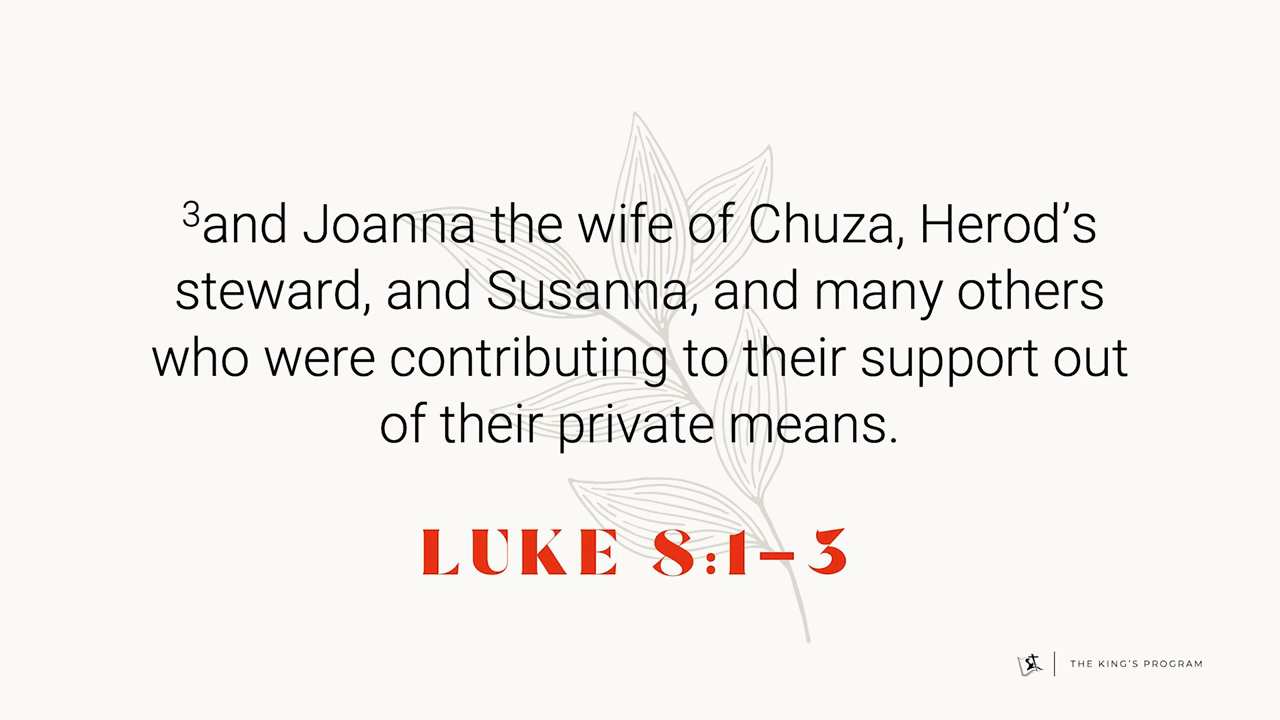 ³and Joanna the wife of Chuza, Herod’s
steward, and Susanna, and many others
who were contributing to their support out
of their private means.
LUKE 8:1–3
THE KING'S PROGRAM